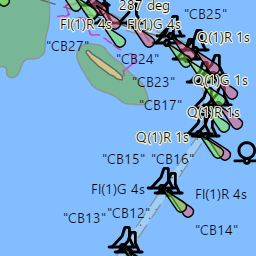 287 deg
"CB25"
Fl(1)R 4s
Fl(1)G 4s
Q(1)R 1s
"CB27"
"CB24"
"CB23"
Q(1)G 1s
"CB17"
Q(1)R 1s
Q(1)R 1s
"CB15"
"CB16"
Fl(1)G 4s
Fl(1)R 4s
"CB13"
"CB12"
"CB14"